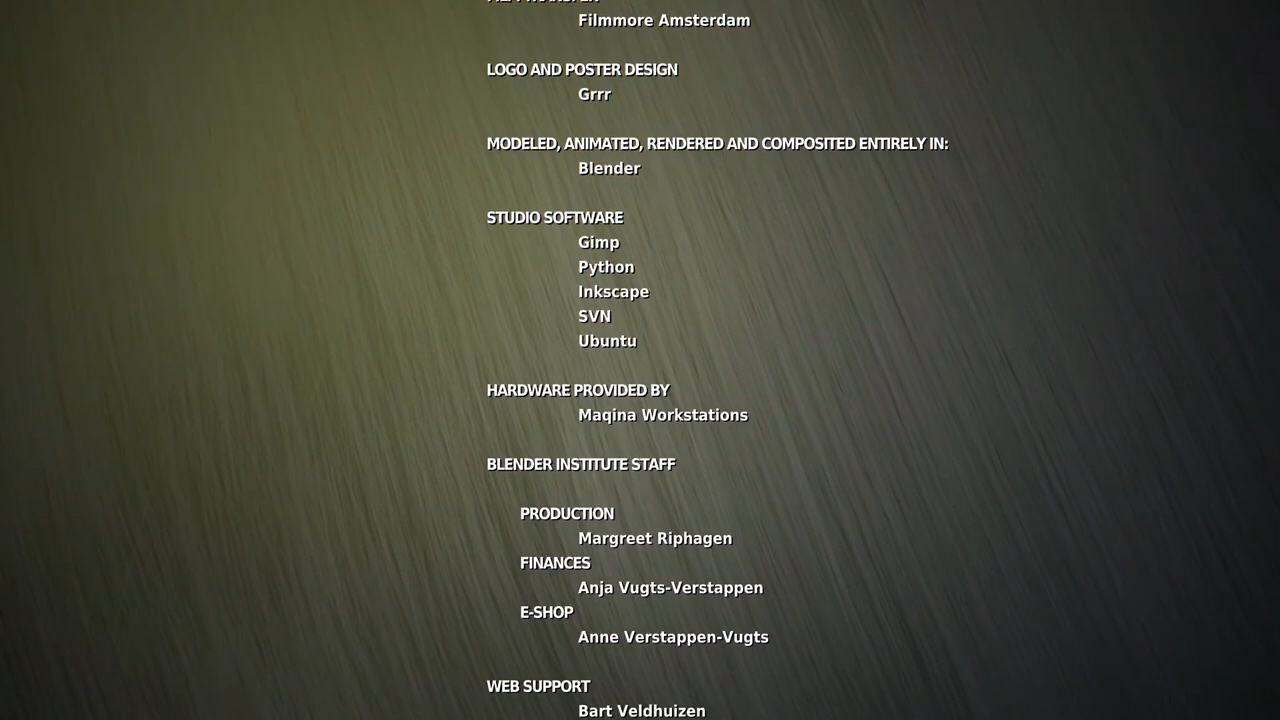 Filmmore Amsterdam
LOGO AND POSTER DESIGN
Grrr
MODELED, ANIMATED, RENDERED AND COMPOSITED ENTIRELY IN:
Blender
STUDIO SOFTWARE
Gimp
Python
Inkscape
SVN
Ubuntu
HARDWARE PROVIDED BY
Maqina Workstations
BLENDER INSTITUTE STAFF
PRODUCTION
Margreet Riphagen
FINANCES
Anja Vugts-Verstappen
E-SHOP
Anne Verstappen-Vugts
WEB SUPPORT
Bart Veldhuizen